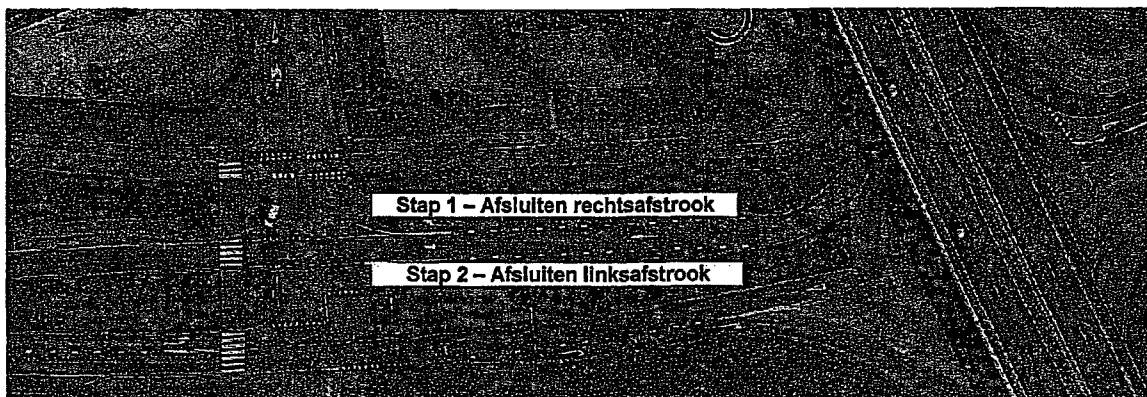 Stap 1 – Afsluiten rechtsafstrook
Stap 2 – Afsluiten linksafstrook